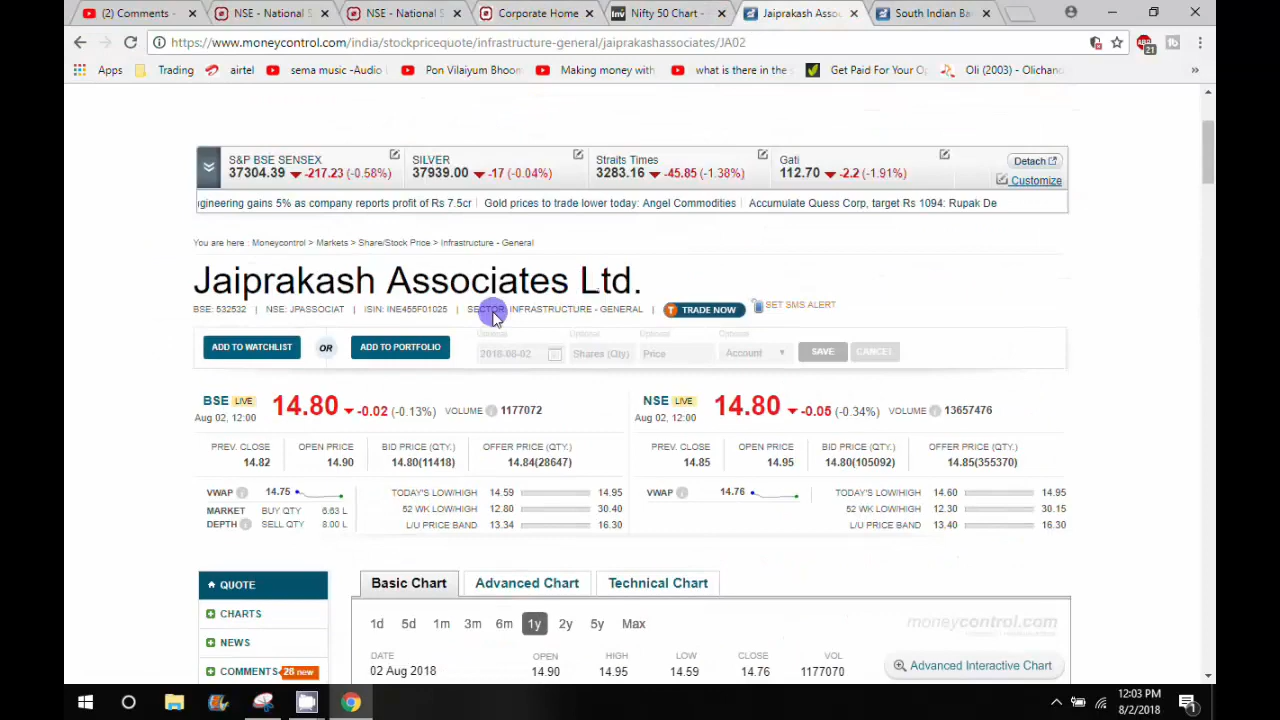 (2) Comments -
NSE - National S
NSE - National S
Corporate Home
Nifty 50 Chart -
Jaiprakash Assoc
South Indian Ba
https://www.moneycontrol.com/india/stockpricequote/infrastructure-general/jaiprakashassociates/JA02
21
Apps Trading airtel sema music -Audio Pon Vilaiyum Bhoom Making money with what is there in the Get Paid For Your Op Oli (2003) - Olichand
S&P BSE SENSEX
37304.39 -217.23 (-0.58%)
SILVER
37939.00 -17 (-0.04%)
Straits Times
3283.16 -45.85 (-1.38%)
Gati
112.70 -2.2 (-1.91%)
Detach
Customize
gineering gains 5% as company reports profit of Rs 7.5cr | Gold prices to trade lower today: Angel Commodities | Accumulate Quess Corp, target Rs 1094: Rupak De
You are here : Moneycontrol > Markets > Share/Stock Price > Infrastructure - General
Jaiprakash Associates Ltd.
BSE: 532532 | NSE: JPASSOCIAT | ISIN: INE455F01025 | SECTOR: INFRASTRUCTURE - GENERAL | TRADE NOW SET SMS ALERT
Optional Optional Optional
ADD TO WATCHLIST OR ADD TO PORTFOLIO 2018-08-02 Shares (Qty) Price Account SAVE CANCEL
BSE LIVE
Aug 02, 12:00
14.80 -0.02 (-0.13%) VOLUME 1177072
PREV. CLOSE OPEN PRICE BID PRICE (QTY.) OFFER PRICE (QTY.)
14.82 14.90 14.80(11418) 14.84(28647)
VWAP 14.75 TODAY'S LOW/HIGH 14.59 14.95
MARKET BUY QTY 6.63 L 52 WK LOW/HIGH 12.80 30.40
DEPTH SELL QTY 8.00 L L/U PRICE BAND 13.34 16.30
NSE LIVE
Aug 02, 12:00
14.80 -0.05 (-0.34%) VOLUME 13657476
PREV. CLOSE OPEN PRICE BID PRICE (QTY.) OFFER PRICE (QTY.)
14.85 14.95 14.80(105092) 14.85(355370)
VWAP 14.76 TODAY'S LOW/HIGH 14.60 14.95
52 WK LOW/HIGH 12.30 30.15
L/U PRICE BAND 13.40 16.30
QUOTE
CHARTS
NEWS
COMMENTS 26 new
Basic Chart Advanced Chart Technical Chart
1d 5d 1m 3m 6m 1y 2y 5y Max
moneycontrol.com
DATE OPEN HIGH LOW CLOSE VOL
02 Aug 2018 14.90 14.95 14.59 14.76 1177070
Advanced Interactive Chart
12:03 PM
8/2/2018
1